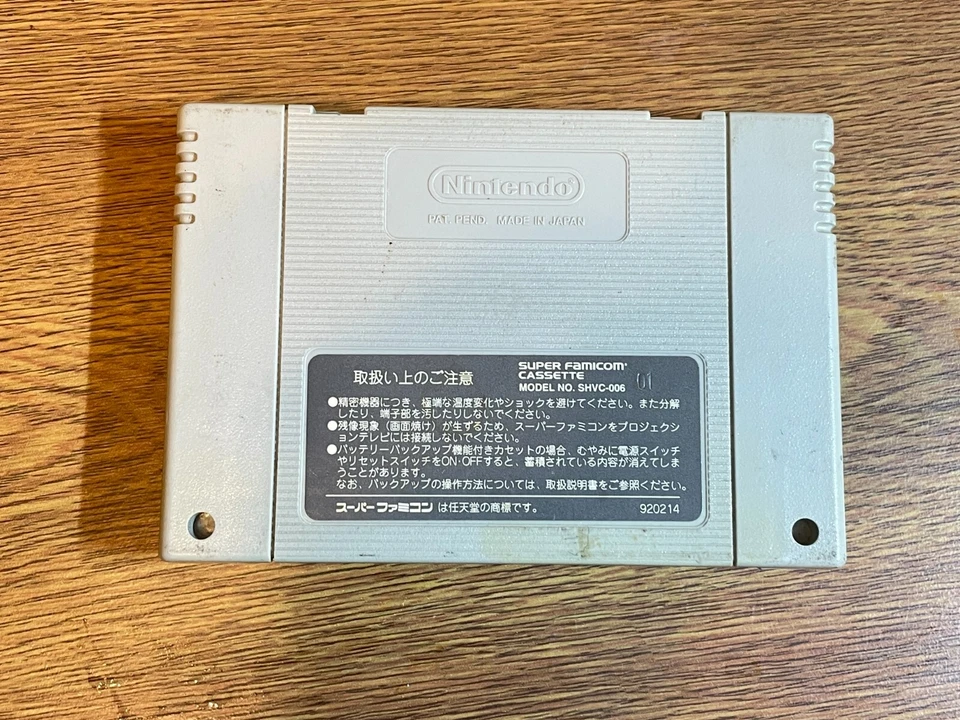 Nintendo®
PAT. PEND. MADE IN JAPAN
取扱い上のご注意
SUPER FAMICOM®
CASSETTE
MODEL NO. SHVC-006
01
●精密機器につき、極端な温度変化やショックを避けてください。また分解
したり、端子部を汚したりしないでください。
●残像現象（画面焼け）が生ずるため、スーパーファミコンをプロジェクシ
ョンテレビには接続しないでください。
●バッテリーバックアップ機能付きカセットの場合、むやみに電源スイッチ
やリセットスイッチをON・OFFすると、蓄積されている内容が消えてしま
うことがあります。
なお、バックアップの操作方法については、取扱説明書をご参照ください。
スーパーファミコン は任天堂の商標です。
920214